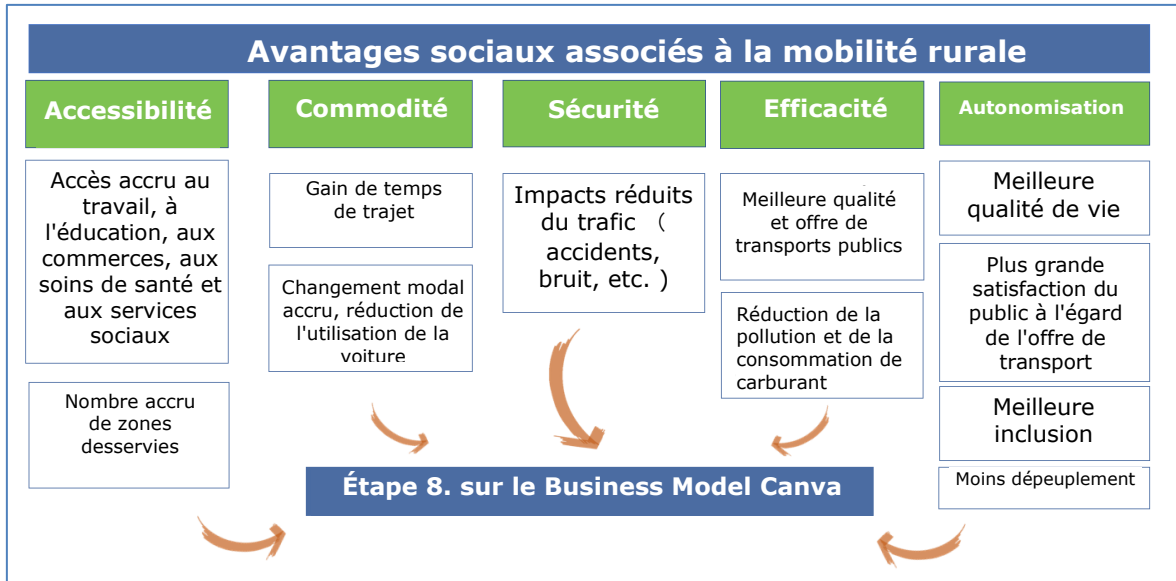 Avantages sociaux associés à la mobilité rurale
Accessibilité
Accès accru au
travail, à
l'éducation, aux
commerces, aux
soins de santé et
aux services
sociaux
Nombre accru
de zones
desservies
Commodité
Gain de temps
de trajet
Changement modal
accru, réduction de
l'utilisation de la
voiture
Sécurité
Impacts réduits
du trafic (
accidents,
bruit, etc. )
Efficacité
Meilleure qualité
et offre de
transports publics
Réduction de la
pollution et de la
consommation de
carburant
Autonomisation
Meilleure
qualité de vie
Plus grande
satisfaction du
public à l'égard
de l'offre de
transport
Meilleure
inclusion
Moins dépeuplement
Étape 8. sur le Business Model Canva